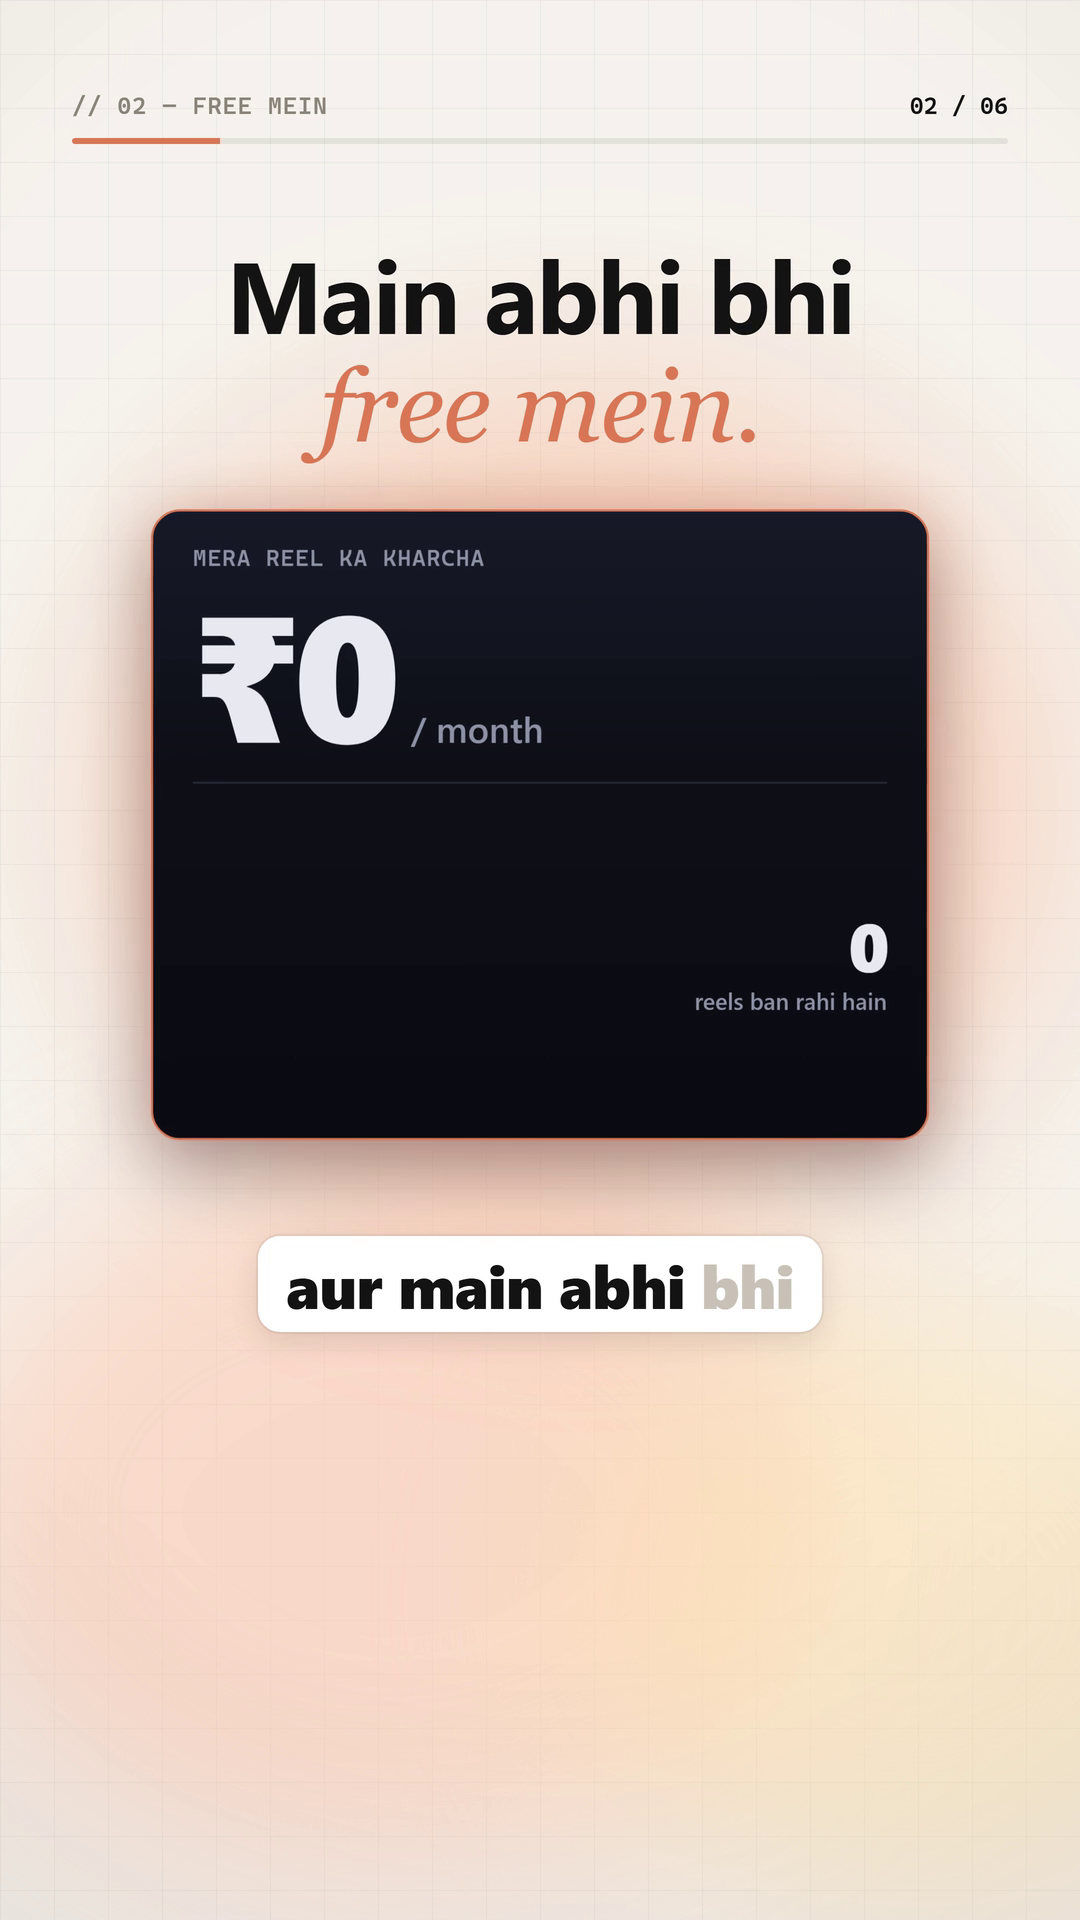 // 02 — FREE MEIN
02 / 06
Main abhi bhi
free mein.
MERA REEL KA KHARCHA
₹0 / month
0
reels ban rahi hain
aur main abhi bhi